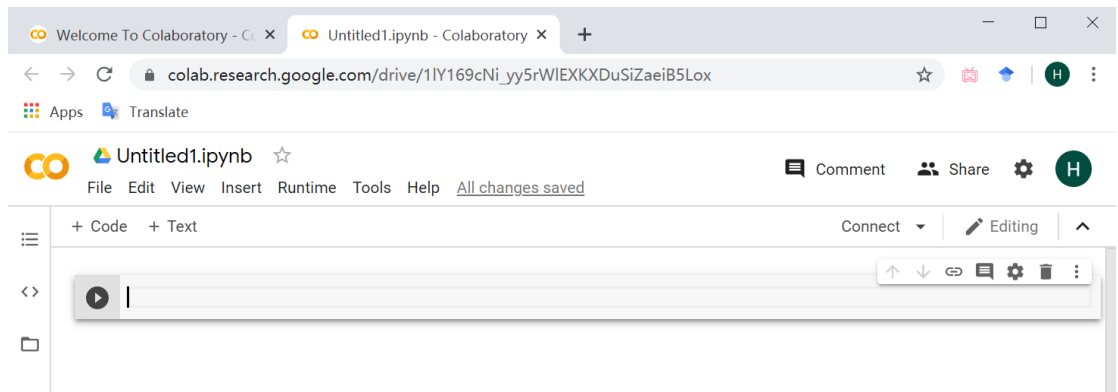 Welcome To Colaboratory - Co
Untitled1.ipynb - Colaboratory
colab.research.google.com/drive/1lY169cNi_yy5rWlEXKXDuSiZaeiB5Lox
H
Apps
Translate
Untitled1.ipynb
Comment
Share
H
File Edit View Insert Runtime Tools Help All changes saved
+ Code + Text
Connect
Editing